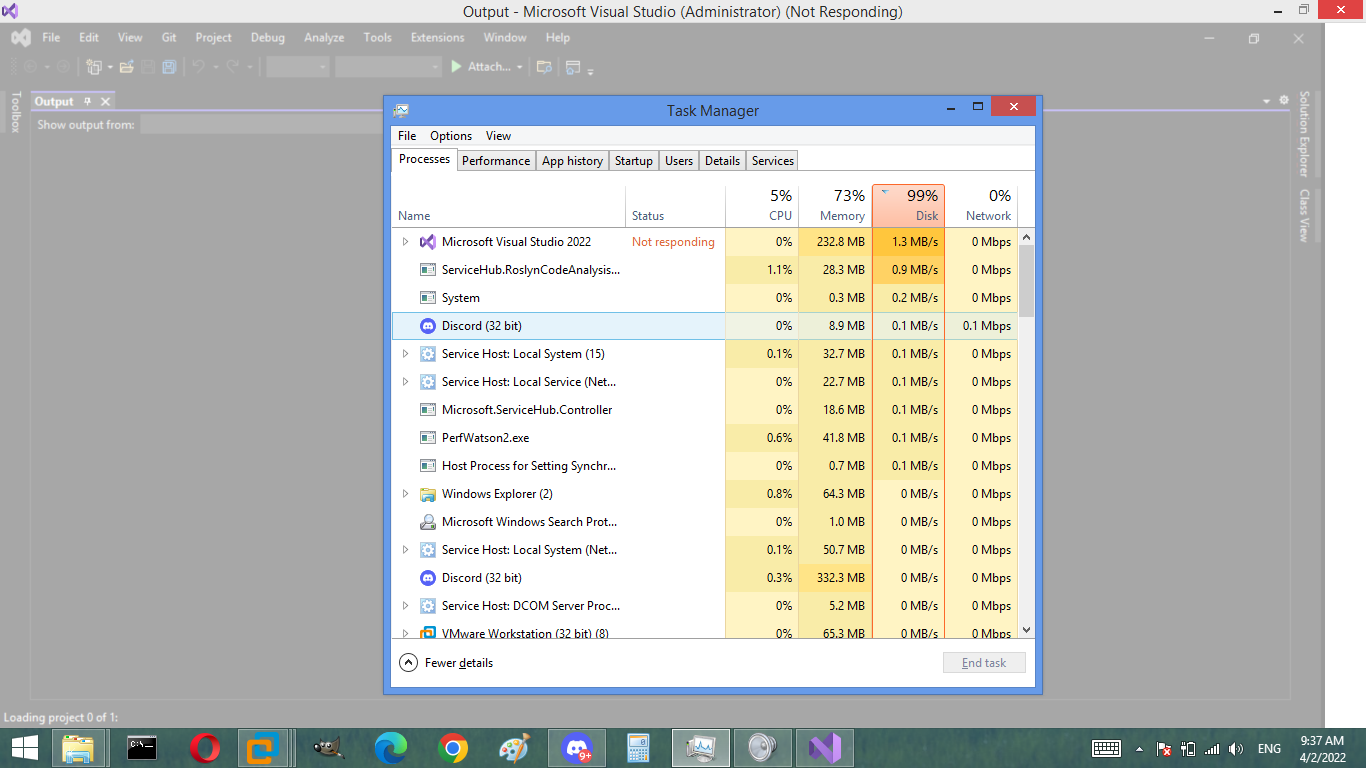 Output - Microsoft Visual Studio (Administrator) (Not Responding)
File Edit View Git Project Debug Analyze Tools Extensions Window Help
Attach...
Toolbox
Output
Show output from:
Solution Explorer
Class View
Task Manager
File Options View
Processes Performance App history Startup Users Details Services
5% 73% 99% 0%
Name Status CPU Memory Disk Network
Microsoft Visual Studio 2022 Not responding 0% 232.8 MB 1.3 MB/s 0 Mbps
ServiceHub.RoslynCodeAnalysis... 1.1% 28.3 MB 0.9 MB/s 0 Mbps
System 0% 0.3 MB 0.2 MB/s 0 Mbps
Discord (32 bit) 0% 8.9 MB 0.1 MB/s 0.1 Mbps
Service Host: Local System (15) 0.1% 32.7 MB 0.1 MB/s 0 Mbps
Service Host: Local Service (Net... 0% 22.7 MB 0.1 MB/s 0 Mbps
Microsoft.ServiceHub.Controller 0% 18.6 MB 0.1 MB/s 0 Mbps
PerfWatson2.exe 0.6% 41.8 MB 0.1 MB/s 0 Mbps
Host Process for Setting Synchr... 0% 0.7 MB 0.1 MB/s 0 Mbps
Windows Explorer (2) 0.8% 64.3 MB 0 MB/s 0 Mbps
Microsoft Windows Search Prot... 0% 1.0 MB 0 MB/s 0 Mbps
Service Host: Local System (Net... 0.1% 50.7 MB 0 MB/s 0 Mbps
Discord (32 bit) 0.3% 332.3 MB 0 MB/s 0 Mbps
Service Host: DCOM Server Proc... 0% 5.2 MB 0 MB/s 0 Mbps
VMware Workstation (32 bit) (8) 0% 65.3 MB 0 MB/s 0 Mbps
Fewer details End task
Loading project 0 of 1:
C:\_
9+
ENG
9:37 AM
4/2/2022